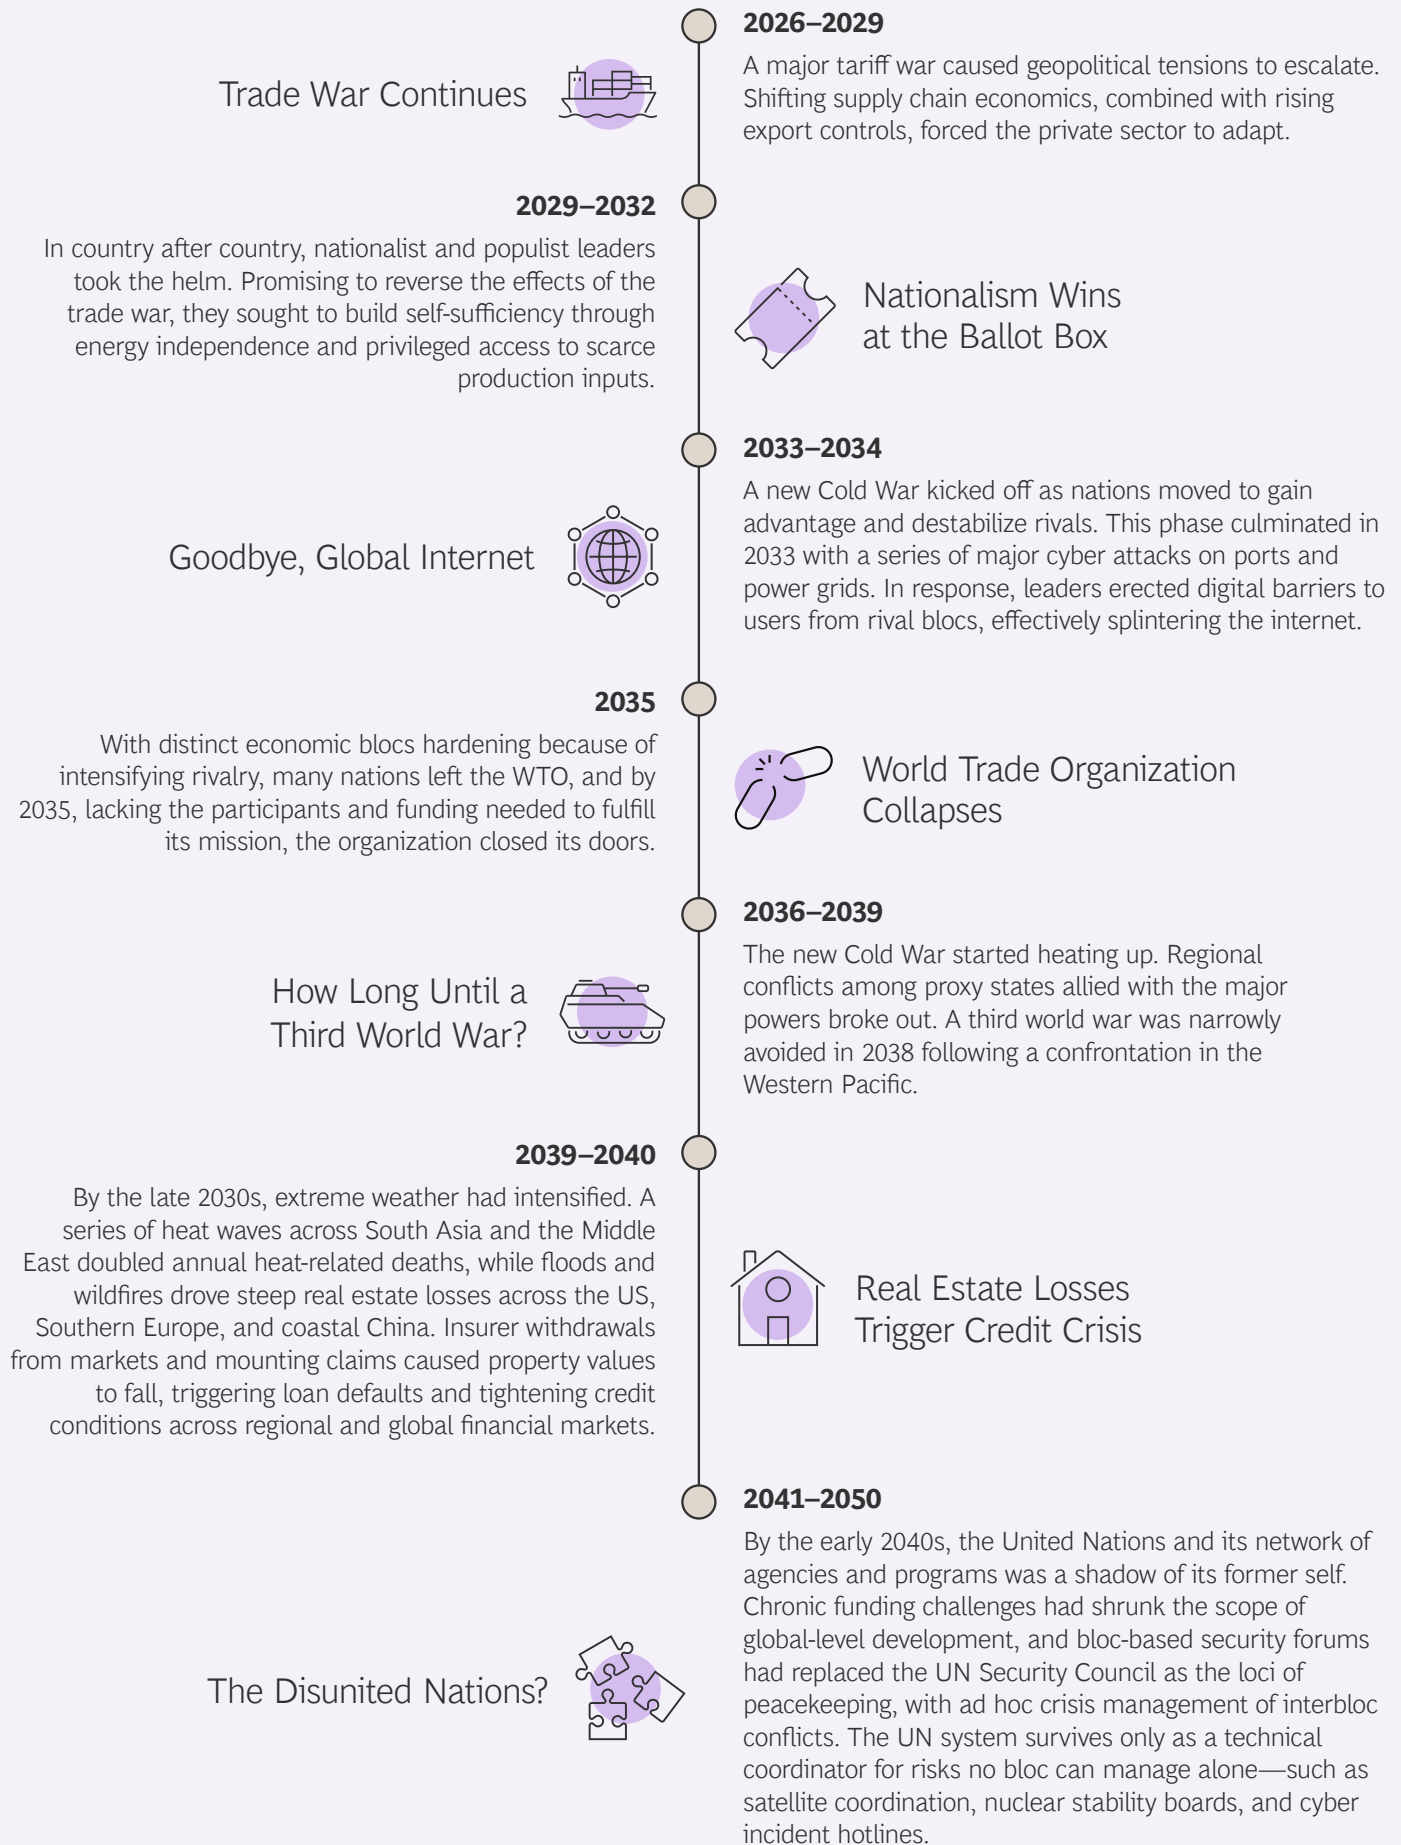 2026–2029
Trade War Continues
A major tariff war caused geopolitical tensions to escalate.
Shifting supply chain economics, combined with rising
export controls, forced the private sector to adapt.
2029–2032
In country after country, nationalist and populist leaders
took the helm. Promising to reverse the effects of the
trade war, they sought to build self-sufficiency through
energy independence and privileged access to scarce
production inputs.
Nationalism Wins
at the Ballot Box
2033–2034
Goodbye, Global Internet
A new Cold War kicked off as nations moved to gain
advantage and destabilize rivals. This phase culminated in
2033 with a series of major cyber attacks on ports and
power grids. In response, leaders erected digital barriers to
users from rival blocs, effectively splintering the internet.
2035
With distinct economic blocs hardening because of
intensifying rivalry, many nations left the WTO, and by
2035, lacking the participants and funding needed to fulfill
its mission, the organization closed its doors.
World Trade Organization
Collapses
2036–2039
How Long Until a
Third World War?
The new Cold War started heating up. Regional
conflicts among proxy states allied with the major
powers broke out. A third world war was narrowly
avoided in 2038 following a confrontation in the
Western Pacific.
2039–2040
By the late 2030s, extreme weather had intensified. A
series of heat waves across South Asia and the Middle
East doubled annual heat-related deaths, while floods and
wildfires drove steep real estate losses across the US,
Southern Europe, and coastal China. Insurer withdrawals
from markets and mounting claims caused property values
to fall, triggering loan defaults and tightening credit
conditions across regional and global financial markets.
Real Estate Losses
Trigger Credit Crisis
2041–2050
The Disunited Nations?
By the early 2040s, the United Nations and its network of
agencies and programs was a shadow of its former self.
Chronic funding challenges had shrunk the scope of
global-level development, and bloc-based security forums
had replaced the UN Security Council as the loci of
peacekeeping, with ad hoc crisis management of interbloc
conflicts. The UN system survives only as a technical
coordinator for risks no bloc can manage alone—such as
satellite coordination, nuclear stability boards, and cyber
incident hotlines.